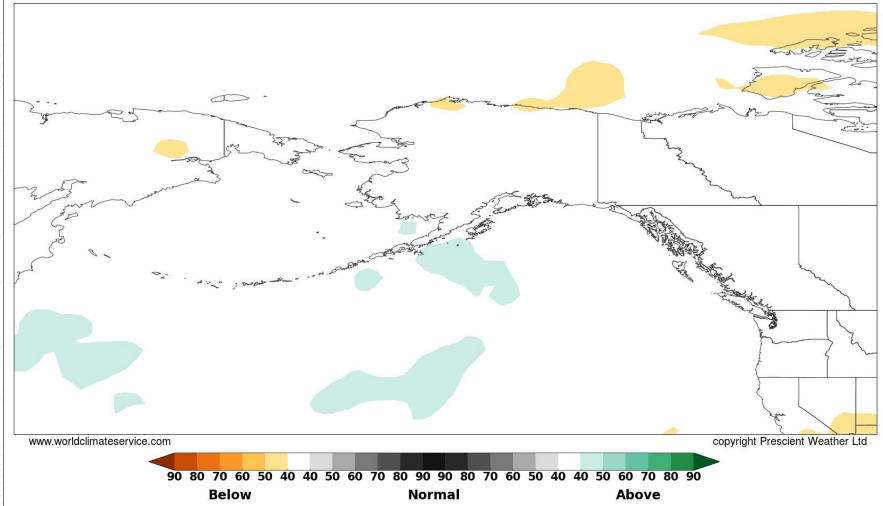 www.worldclimateservice.com copyright Prescient Weather Ltd
90 80 70 60 50 40 40 50 60 70 80 90 90 80 70 60 50 40 40 50 60 70 80 90
Below Normal Above